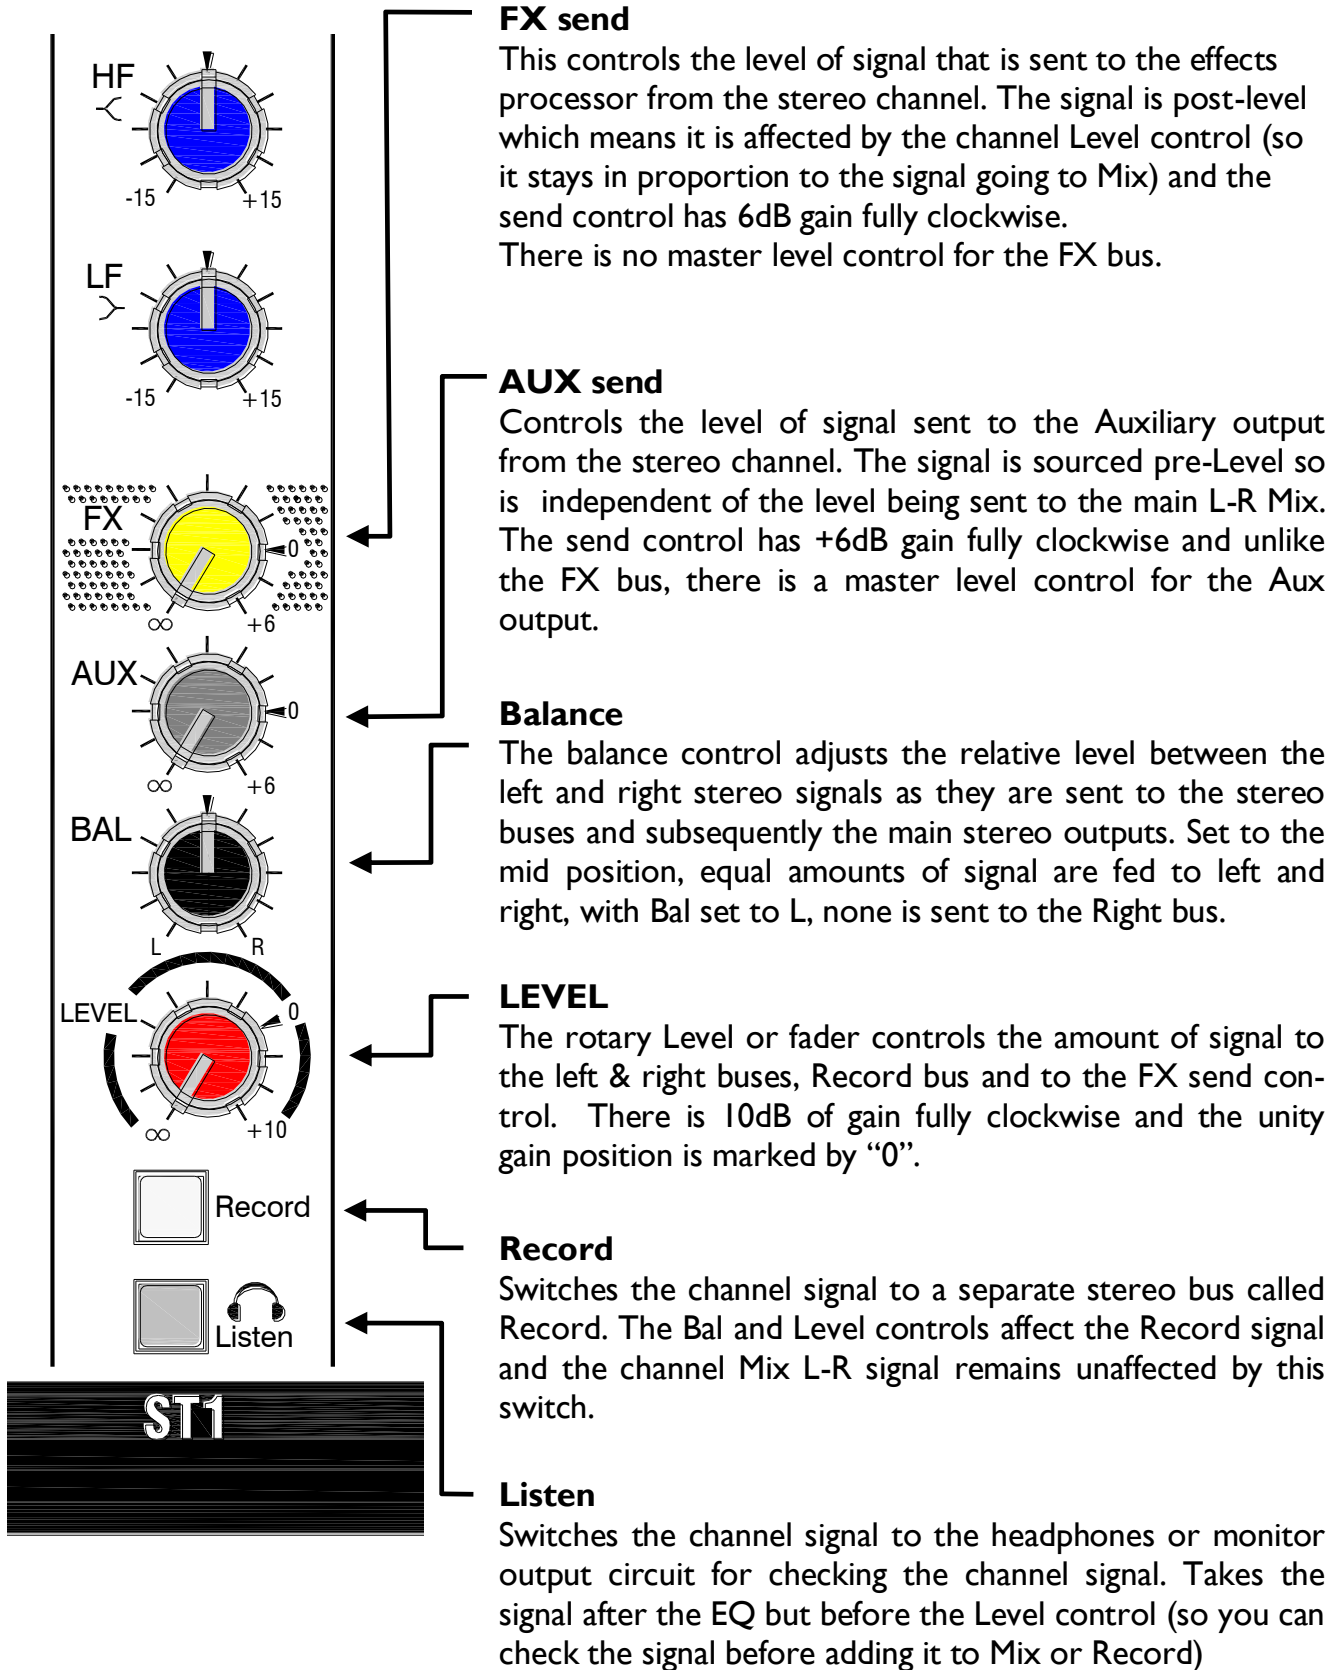 HF
-15
+15
LF
-15
+15
FX
0
∞
+6
AUX
0
∞
+6
BAL
L
R
LEVEL
0
∞
+10
Record
Listen
ST1
FX send
This controls the level of signal that is sent to the effects
processor from the stereo channel. The signal is post-level
which means it is affected by the channel Level control (so
it stays in proportion to the signal going to Mix) and the
send control has 6dB gain fully clockwise.
There is no master level control for the FX bus.
AUX send
Controls the level of signal sent to the Auxiliary output
from the stereo channel. The signal is sourced pre-Level so
is independent of the level being sent to the main L-R Mix.
The send control has +6dB gain fully clockwise and unlike
the FX bus, there is a master level control for the Aux
output.
Balance
The balance control adjusts the relative level between the
left and right stereo signals as they are sent to the stereo
buses and subsequently the main stereo outputs. Set to the
mid position, equal amounts of signal are fed to left and
right, with Bal set to L, none is sent to the Right bus.
LEVEL
The rotary Level or fader controls the amount of signal to
the left & right buses, Record bus and to the FX send con-
trol. There is 10dB of gain fully clockwise and the unity
gain position is marked by “0”.
Record
Switches the channel signal to a separate stereo bus called
Record. The Bal and Level controls affect the Record signal
and the channel Mix L-R signal remains unaffected by this
switch.
Listen
Switches the channel signal to the headphones or monitor
output circuit for checking the channel signal. Takes the
signal after the EQ but before the Level control (so you can
check the signal before adding it to Mix or Record)